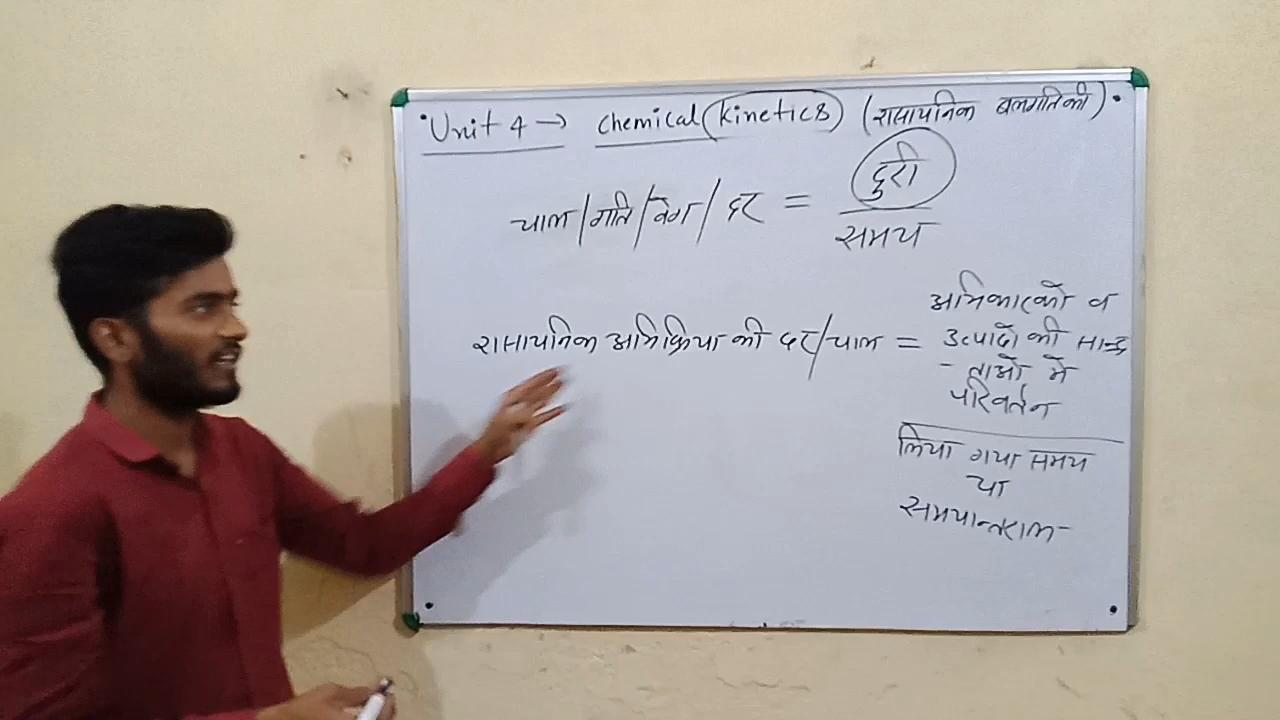 Unit 4 → Chemical Kinetics (रासायनिक बलगतिकी)
चाल/गति/वेग/दर = दुरी
समय
रासायनिक अभिक्रिया की दर/चाल = अभिकारकों व
उत्पादों की सान्द्र
-ताओं में
परिवर्तन
लिया गया समय
या
समयान्तराल